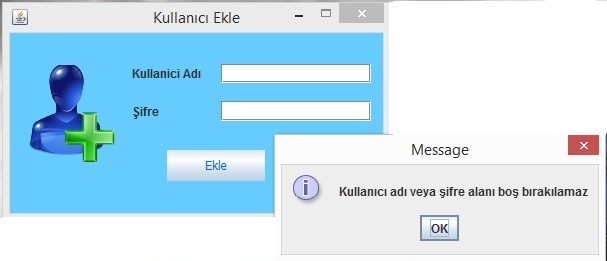 Kullanıcı Ekle
Kullanici Adı
Şifre
Ekle
Message
Kullanıcı adı veya şifre alanı boş bırakılamaz
OK